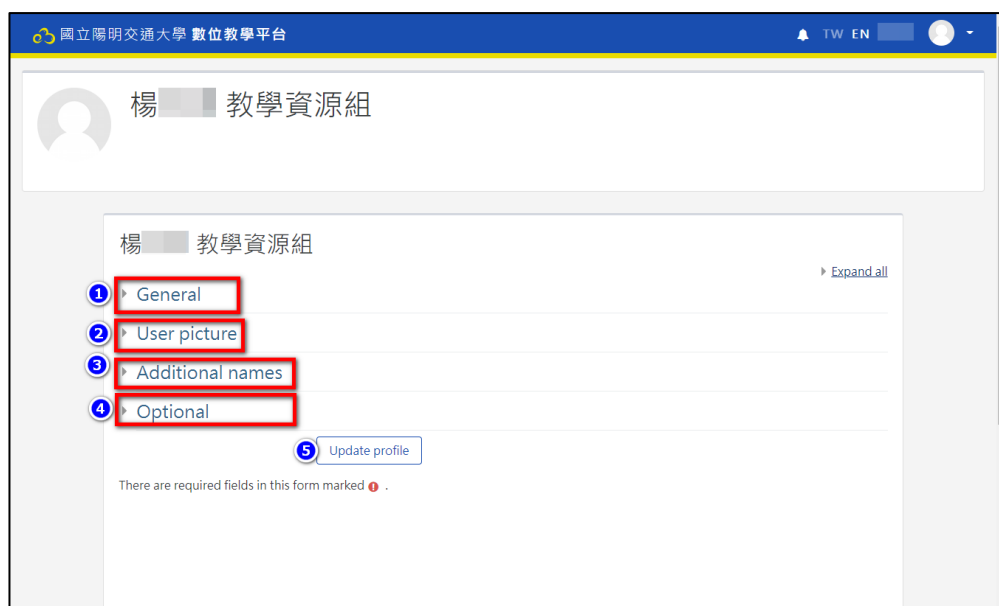 國立陽明交通大學 數位教學平台 TW EN
楊 教學資源組
楊 教學資源組
Expand all
1 General
2 User picture
3 Additional names
4 Optional
5 Update profile
There are required fields in this form marked .